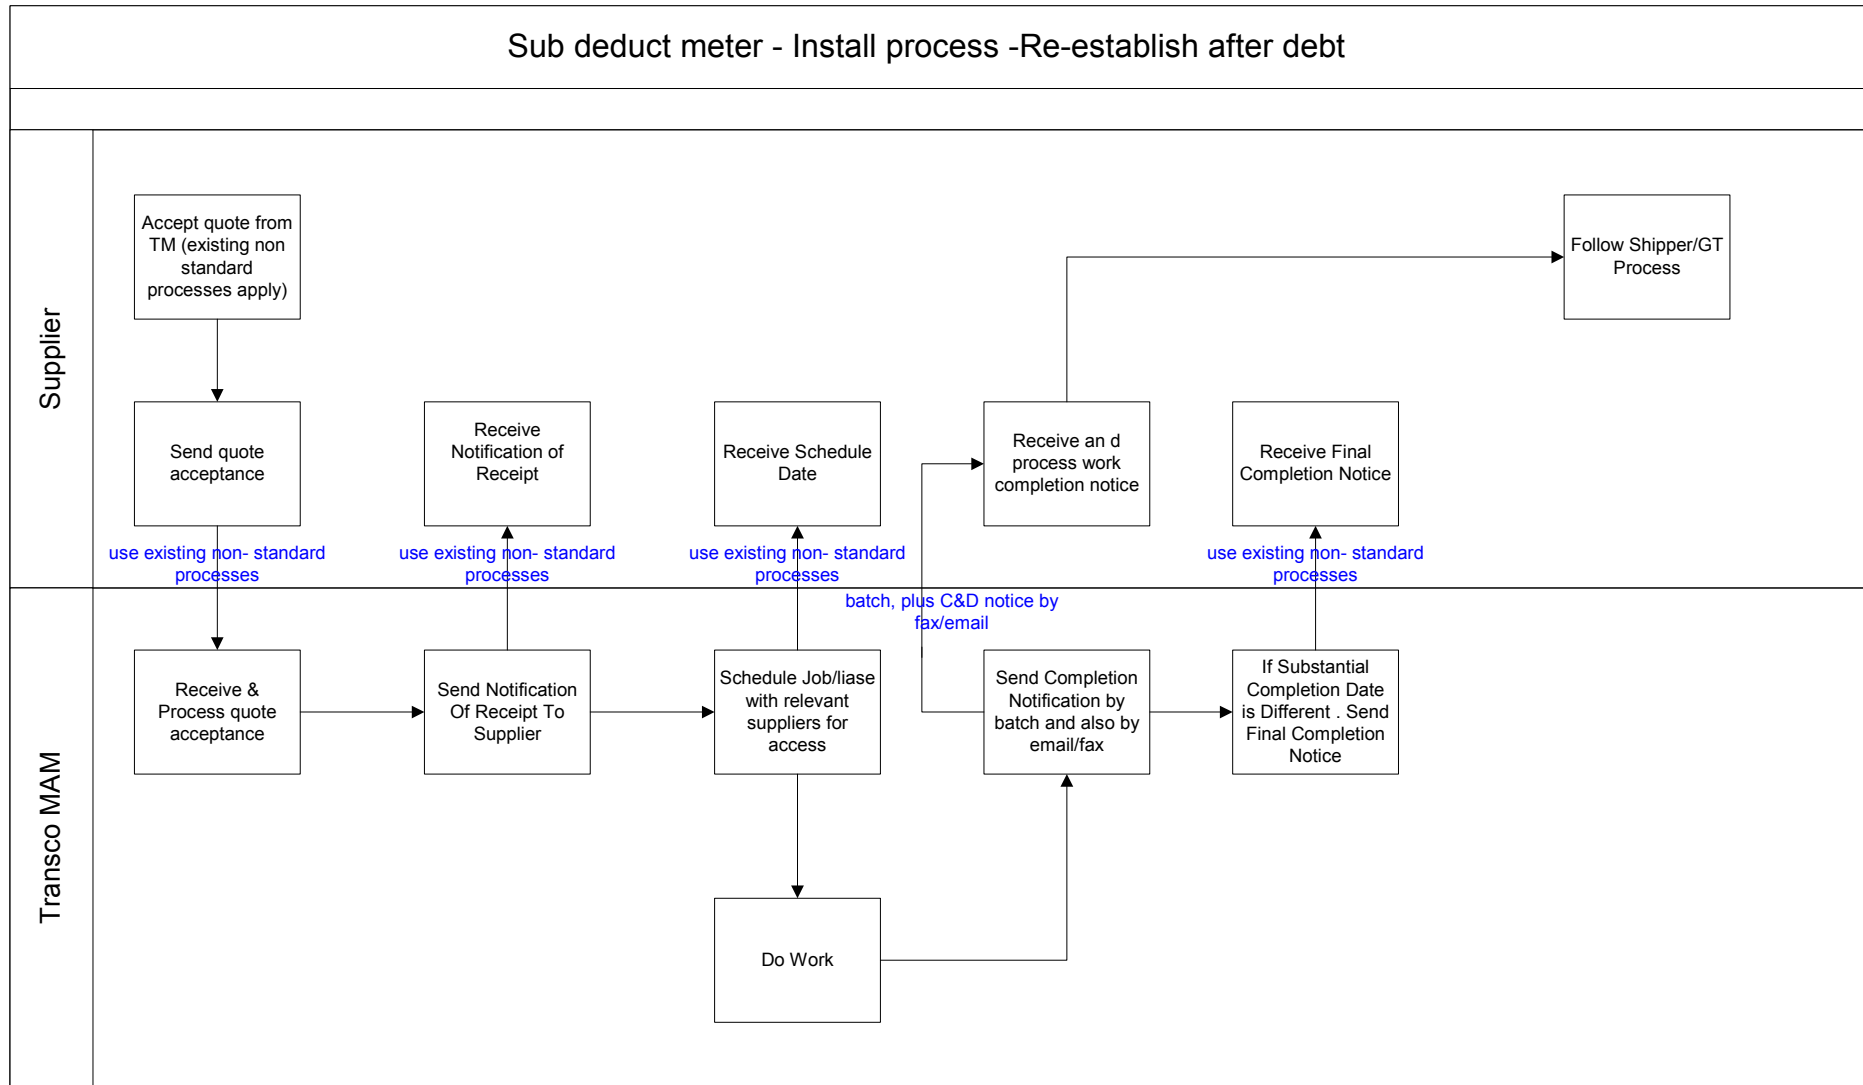 Sub deduct meter - Install process -Re-establish after debt
Supplier
Accept quote from
TM (existing non
standard
processes apply)
Follow Shipper/GT
Process
Send quote
acceptance
Receive
Notification of
Receipt
Receive Schedule
Date
Receive an d
process work
completion notice
Receive Final
Completion Notice
use existing non- standard
processes
use existing non- standard
processes
use existing non- standard
processes
use existing non- standard
processes
batch, plus C&D notice by
fax/email
Transco MAM
Receive &
Process quote
acceptance
Send Notification
Of Receipt To
Supplier
Schedule Job/liase
with relevant
suppliers for
access
Send Completion
Notification by
batch and also by
email/fax
If Substantial
Completion Date
is Different . Send
Final Completion
Notice
Do Work